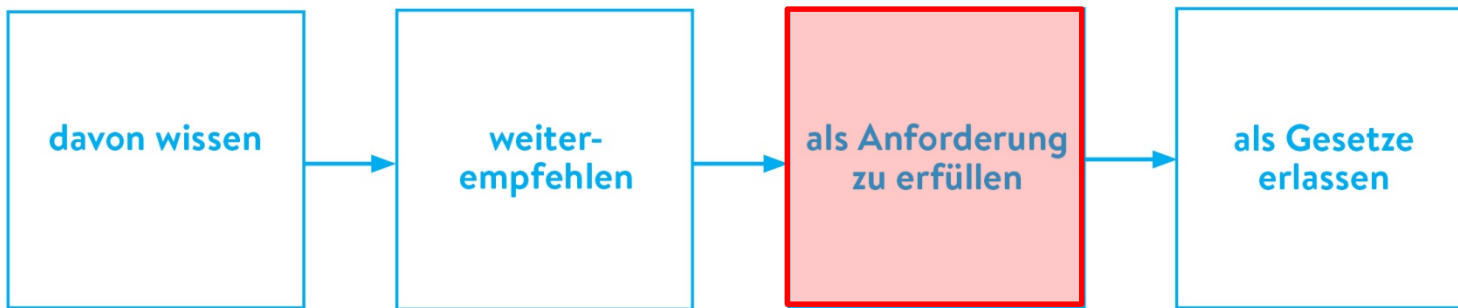 davon wissen
weiter-
empfehlen
als Anforderung
zu erfüllen
als Gesetze
erlassen